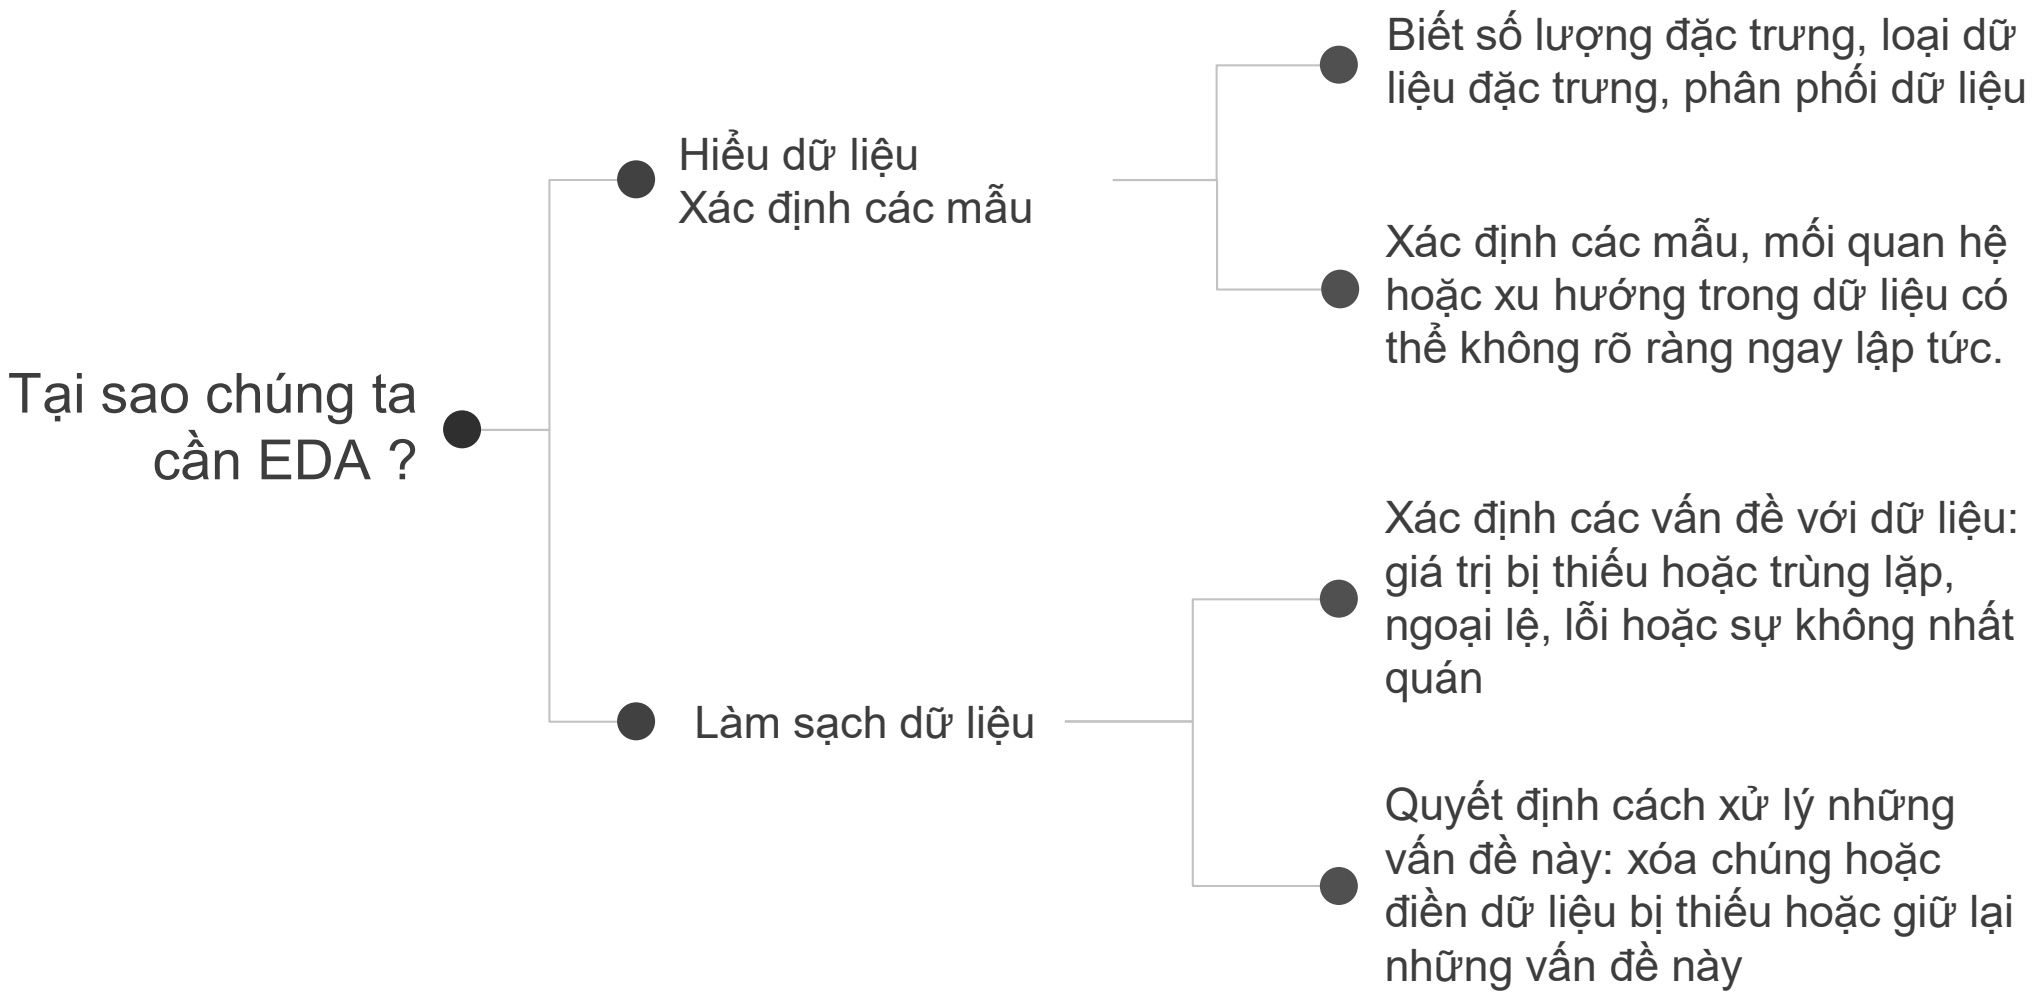 Tại sao chúng ta
cần EDA ?
Hiểu dữ liệu
Xác định các mẫu
Biết số lượng đặc trưng, loại dữ
liệu đặc trưng, phân phối dữ liệu
Xác định các mẫu, mối quan hệ
hoặc xu hướng trong dữ liệu có
thể không rõ ràng ngay lập tức.
Làm sạch dữ liệu
Xác định các vấn đề với dữ liệu:
giá trị bị thiếu hoặc trùng lặp,
ngoại lệ, lỗi hoặc sự không nhất
quán
Quyết định cách xử lý những
vấn đề này: xóa chúng hoặc
điền dữ liệu bị thiếu hoặc giữ lại
những vấn đề này